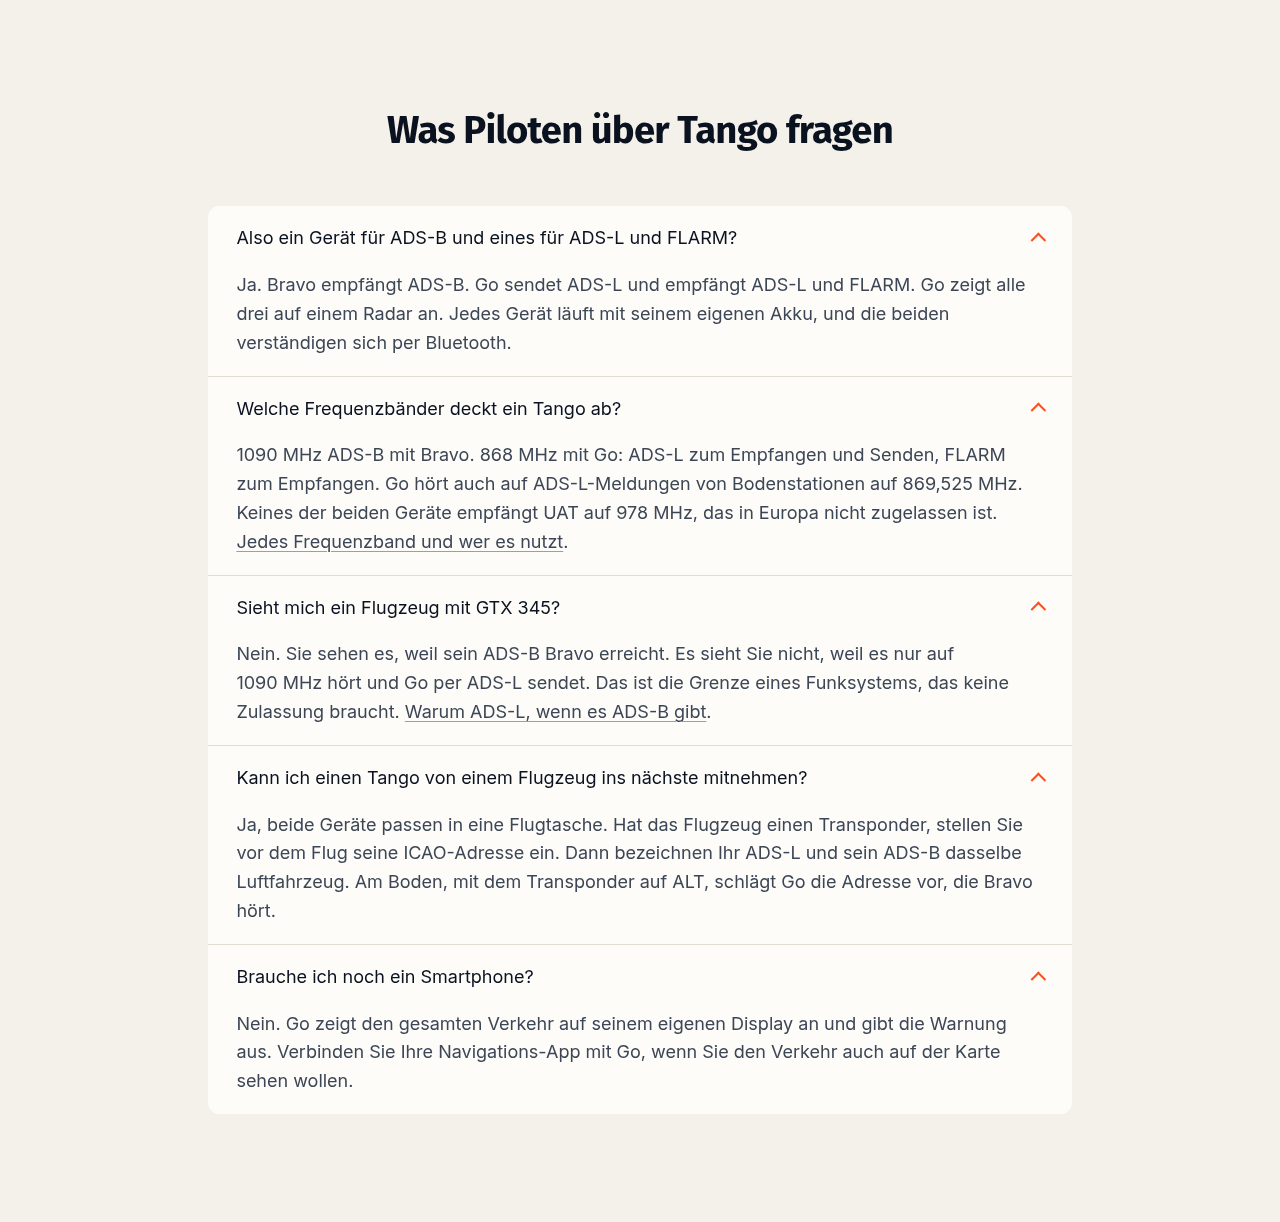 Was Piloten über Tango fragen
Also ein Gerät für ADS-B und eines für ADS-L und FLARM?
Ja. Bravo empfängt ADS-B. Go sendet ADS-L und empfängt ADS-L und FLARM. Go zeigt alle
drei auf einem Radar an. Jedes Gerät läuft mit seinem eigenen Akku, und die beiden
verständigen sich per Bluetooth.
Welche Frequenzbänder deckt ein Tango ab?
1090 MHz ADS-B mit Bravo. 868 MHz mit Go: ADS-L zum Empfangen und Senden, FLARM
zum Empfangen. Go hört auch auf ADS-L-Meldungen von Bodenstationen auf 869,525 MHz.
Keines der beiden Geräte empfängt UAT auf 978 MHz, das in Europa nicht zugelassen ist.
Jedes Frequenzband und wer es nutzt.
Sieht mich ein Flugzeug mit GTX 345?
Nein. Sie sehen es, weil sein ADS-B Bravo erreicht. Es sieht Sie nicht, weil es nur auf
1090 MHz hört und Go per ADS-L sendet. Das ist die Grenze eines Funksystems, das keine
Zulassung braucht. Warum ADS-L, wenn es ADS-B gibt.
Kann ich einen Tango von einem Flugzeug ins nächste mitnehmen?
Ja, beide Geräte passen in eine Flugtasche. Hat das Flugzeug einen Transponder, stellen Sie
vor dem Flug seine ICAO-Adresse ein. Dann bezeichnen Ihr ADS-L und sein ADS-B dasselbe
Luftfahrzeug. Am Boden, mit dem Transponder auf ALT, schlägt Go die Adresse vor, die Bravo
hört.
Brauche ich noch ein Smartphone?
Nein. Go zeigt den gesamten Verkehr auf seinem eigenen Display an und gibt die Warnung
aus. Verbinden Sie Ihre Navigations-App mit Go, wenn Sie den Verkehr auch auf der Karte
sehen wollen.